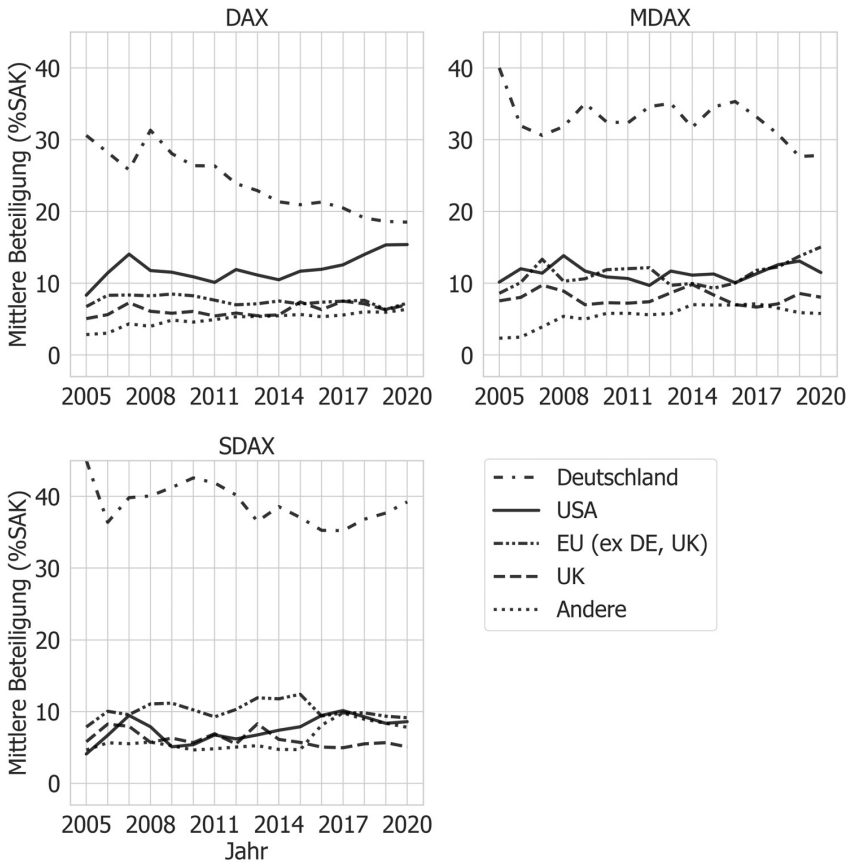 DAX
Mittlere Beteiligung (%SAK)
40
30
20
10
0
2005 2008 2011 2014 2017 2020
MDAX
40
30
20
10
0
2005 2008 2011 2014 2017 2020
SDAX
Mittlere Beteiligung (%SAK)
40
30
20
10
0
2005 2008 2011 2014 2017 2020
Jahr
Deutschland
USA
EU (ex DE, UK)
UK
Andere